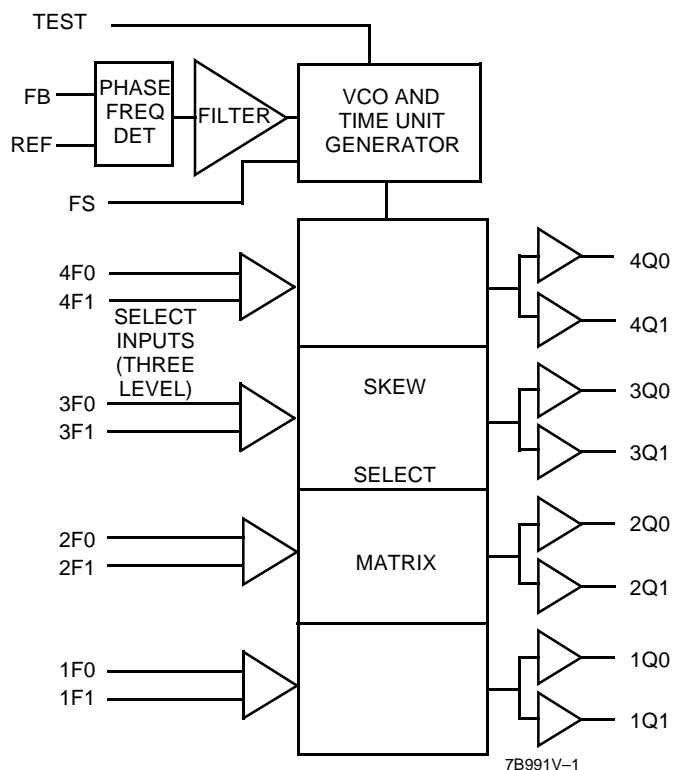 TEST
FB
REF
PHASE
FREQ
DET
FILTER
VCO AND
TIME UNIT
GENERATOR
FS
4F0
4F1
SELECT
INPUTS
(THREE
LEVEL)
3F0
3F1
2F0
2F1
1F0
1F1
SKEW
SELECT
MATRIX
4Q0
4Q1
3Q0
3Q1
2Q0
2Q1
1Q0
1Q1
7B991V–1